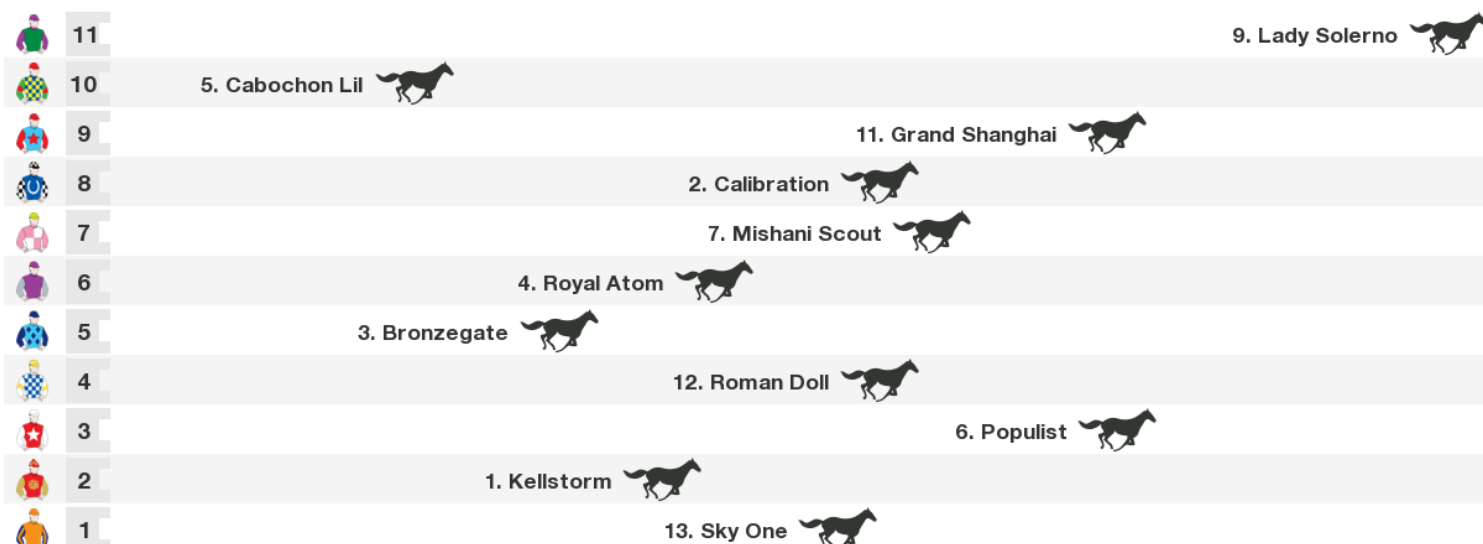 11 9. Lady Solerno
10 5. Cabochon Lil
9 11. Grand Shanghai
8 2. Calibration
7 7. Mishani Scout
6 4. Royal Atom
5 3. Bronzegate
4 12. Roman Doll
3 6. Populist
2 1. Kellstorm
1 13. Sky One